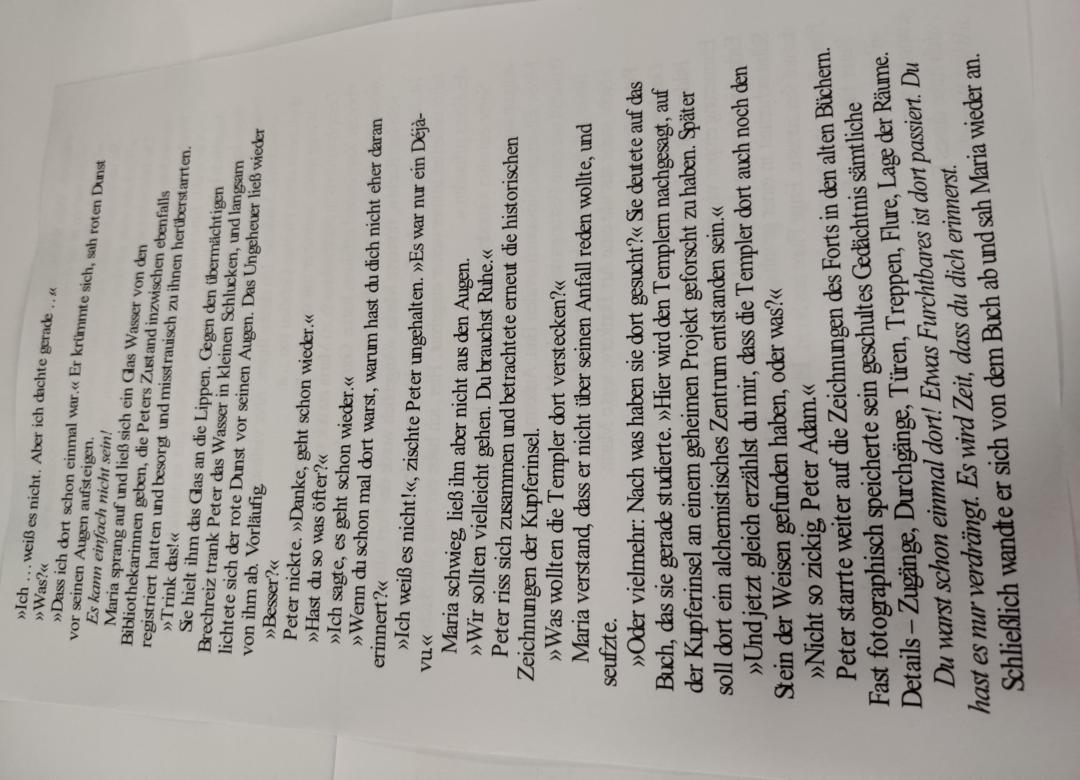 »Ich … weiß es nicht. Aber ich dachte gerade . . .«
»Was?«
»Dass ich dort schon einmal war.« Er krümmte sich, sah roten Dunst
vor seinen Augen aufsteigen.
Es kann einfach nicht sein!
Maria sprang auf und ließ sich ein Glas Wasser von den
Bibliothekarinnen geben, die Peters Zustand inzwischen ebenfalls
registriert hatten und besorgt und misstrauisch zu ihnen herüberstarrten.
»Trink das!«
Sie hielt ihm das Glas an die Lippen. Gegen den übermächtigen
Brechreiz trank Peter das Wasser in kleinen Schlucken, und langsam
lichtete sich der rote Dunst vor seinen Augen. Das Ungeheuer ließ wieder
von ihm ab. Vorläufig.
»Besser?«
Peter nickte. »Danke, geht schon wieder.«
»Hast du so was öfter?«
»Ich sagte, es geht schon wieder.«
»Wenn du schon mal dort warst, warum hast du dich nicht eher daran
erinnert?«
»Ich weiß es nicht!«, zischte Peter ungehalten. »Es war nur ein Déjà-
vu.«
Maria schwieg, ließ ihn aber nicht aus den Augen.
»Wir sollten vielleicht gehen. Du brauchst Ruhe.«
Peter riss sich zusammen und betrachtete erneut die historischen
Zeichnungen der Kupferinsel.
»Was wollten die Templer dort verstecken?«
Maria verstand, dass er nicht über seinen Anfall reden wollte, und
seufzte.
»Oder vielmehr: Nach was haben sie dort gesucht?« Sie deutete auf das
Buch, das sie gerade studierte. »Hier wird den Templern nachgesagt, auf
der Kupferinsel an einem geheimen Projekt geforscht zu haben. Später
soll dort ein alchemistisches Zentrum entstanden sein.«
»Und jetzt gleich erzählst du mir, dass die Templer dort auch noch den
Stein der Weisen gefunden haben, oder was?«
»Nicht so zickig, Peter Adam.«
Peter starrte weiter auf die Zeichnungen des Forts in den alten Büchern.
Fast fotographisch speicherte sein geschultes Gedächtnis sämtliche
Details – Zugänge, Durchgänge, Türen, Treppen, Flure, Lage der Räume.
Du warst schon einmal dort! Etwas Furchtbares ist dort passiert. Du
hast es nur verdrängt. Es wird Zeit, dass du dich erinnerst.
Schließlich wandte er sich von dem Buch ab und sah Maria wieder an.